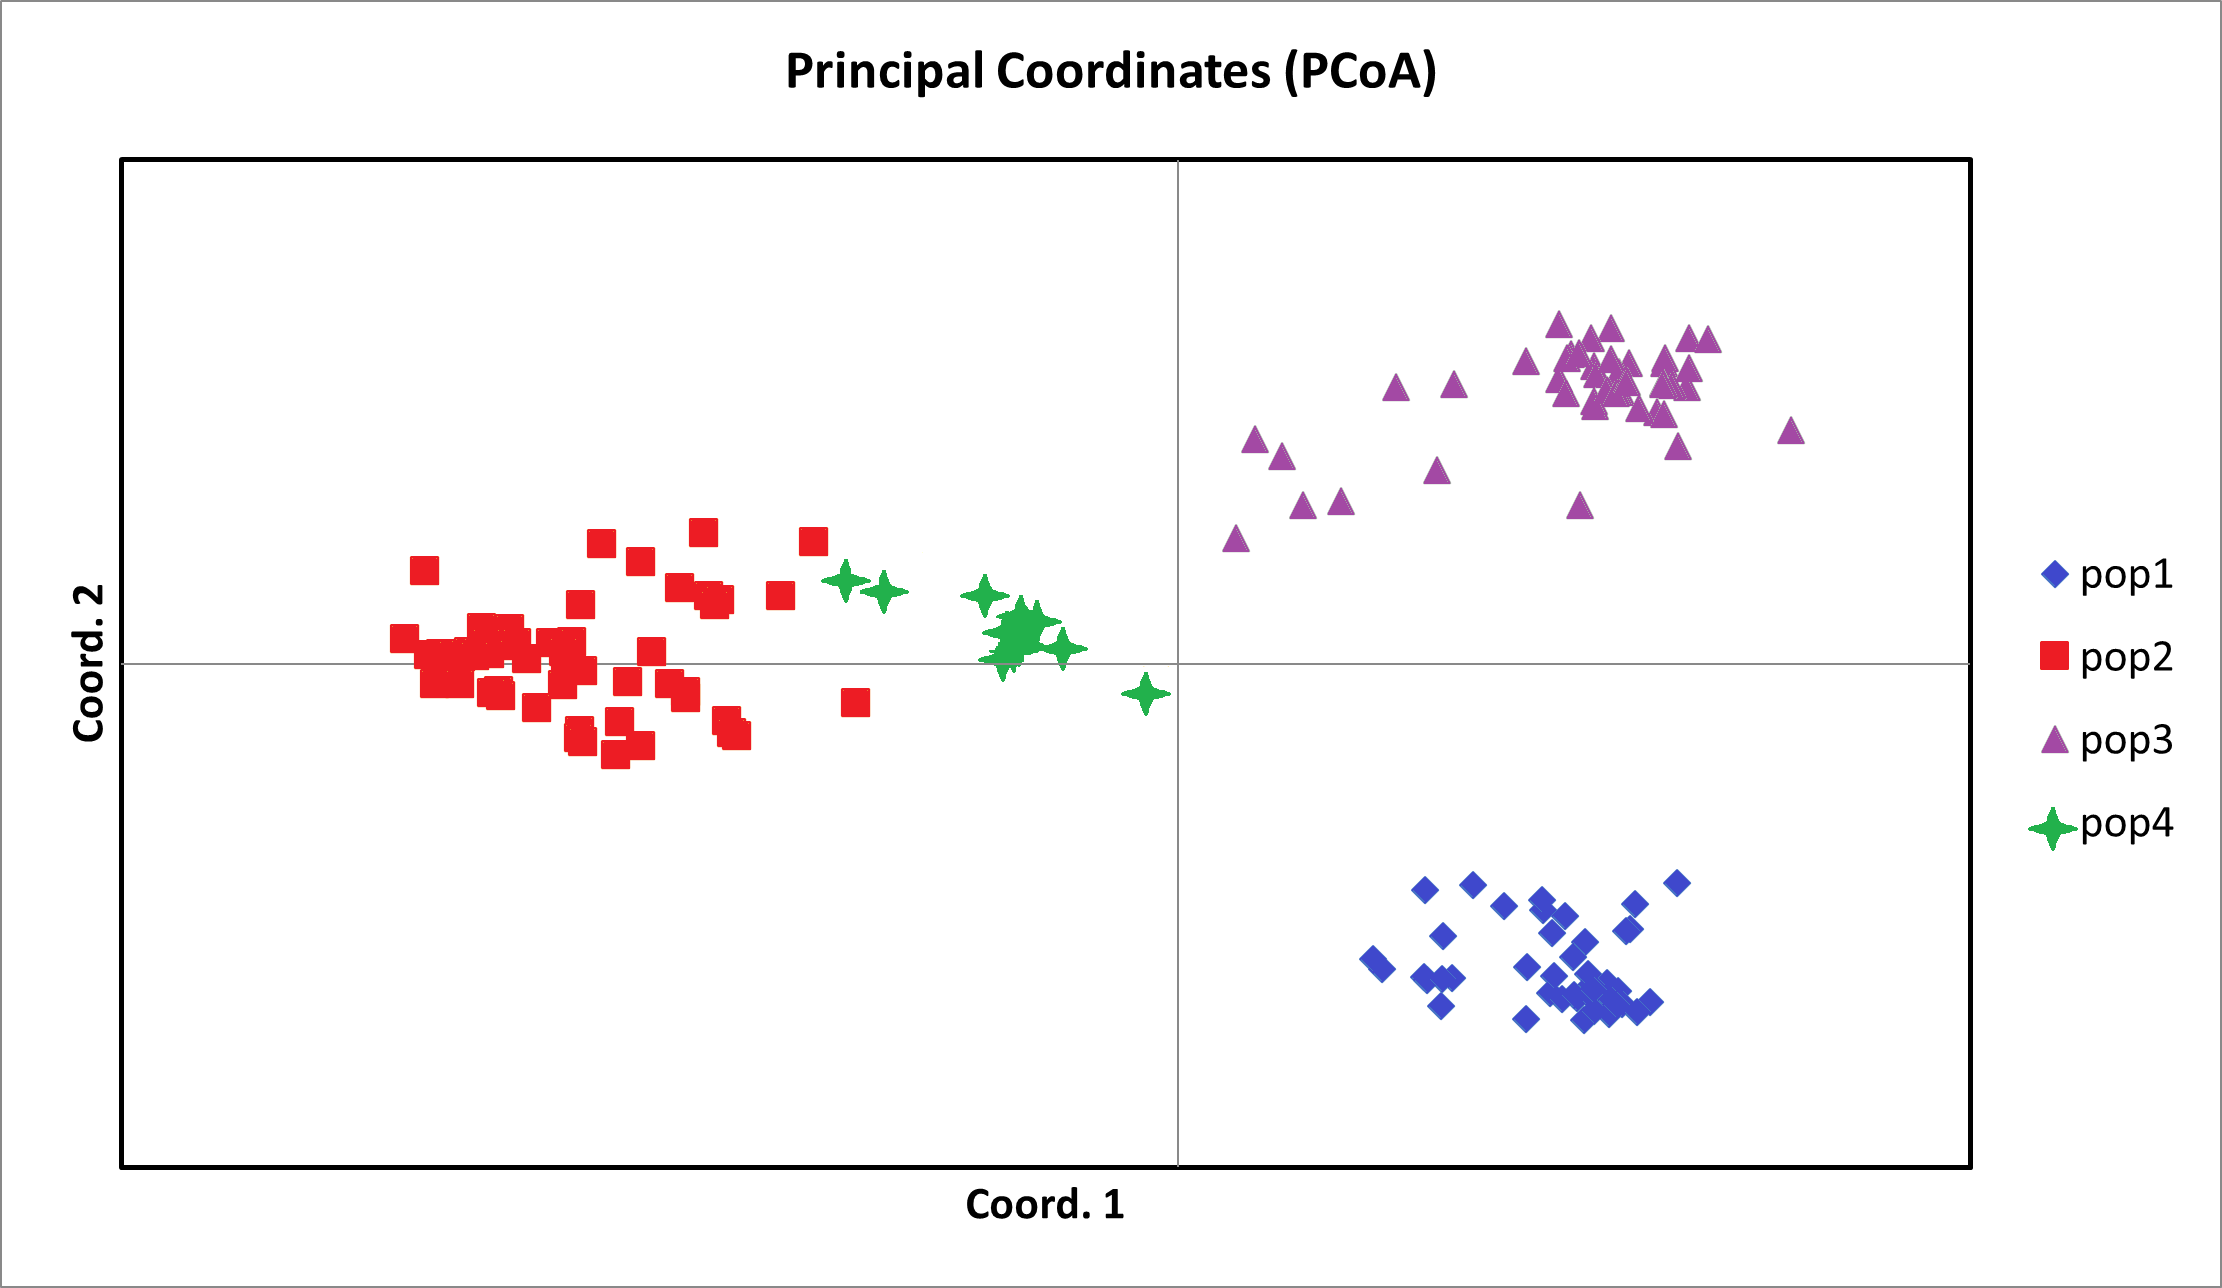 Principal Coordinates (PCoA)
Coord. 2
pop1
pop2
pop3
pop4
Coord. 1